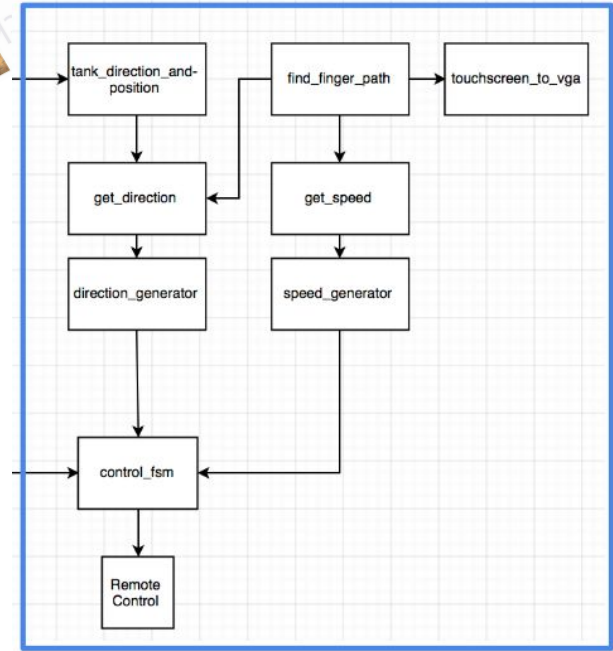 tank_direction_and-
position
find_finger_path
touchscreen_to_vga
get_direction
get_speed
direction_generator
speed_generator
control_fsm
Remote
Control